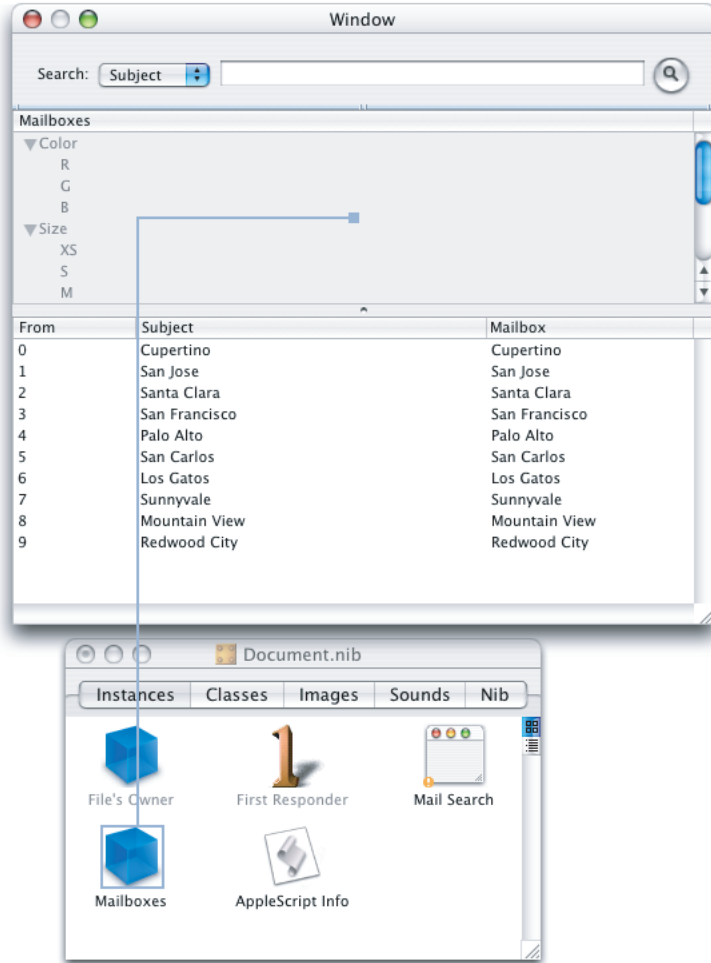 Window
Search: Subject
Mailboxes
Color
R
G
B
Size
XS
S
M
From Subject Mailbox
0 Cupertino Cupertino
1 San Jose San Jose
2 Santa Clara Santa Clara
3 San Francisco San Francisco
4 Palo Alto Palo Alto
5 San Carlos San Carlos
6 Los Gatos Los Gatos
7 Sunnyvale Sunnyvale
8 Mountain View Mountain View
9 Redwood City Redwood City
Document.nib
Instances Classes Images Sounds Nib
1
File's Owner First Responder Mail Search
Mailboxes AppleScript Info